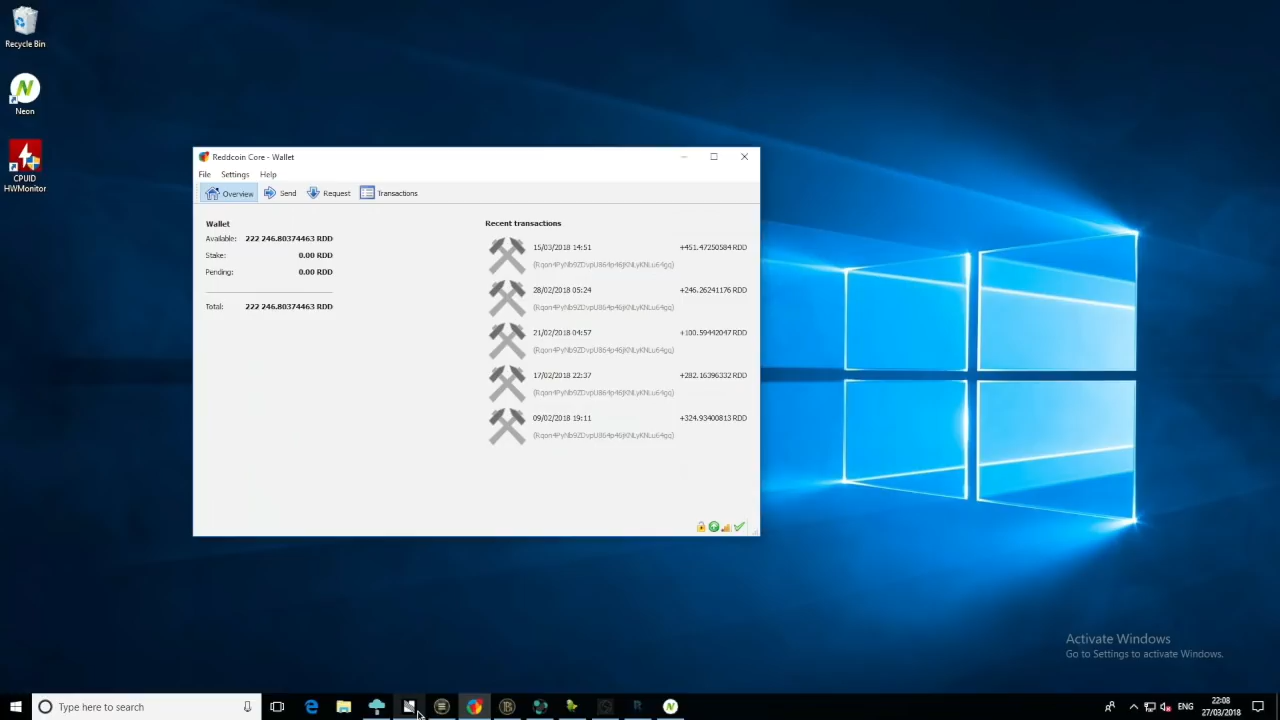 Recycle Bin
Neon
CPUID
HWMonitor
Reddcoin Core - Wallet
File Settings Help
Overview Send Request Transactions
Wallet
Available: 222 246.80374463 RDD
Stake: 0.00 RDD
Pending: 0.00 RDD
Total: 222 246.80374463 RDD
Recent transactions
15/03/2018 14:51 +451.47250584 RDD
28/02/2018 05:24 +246.26241176 RDD
21/02/2018 04:57 +100.59442047 RDD
17/02/2018 22:37 +282.16396332 RDD
09/02/2018 19:11 +324.93400813 RDD
Activate Windows
Go to Settings to activate Windows.
Type here to search
ENG
22:08
27/03/2018